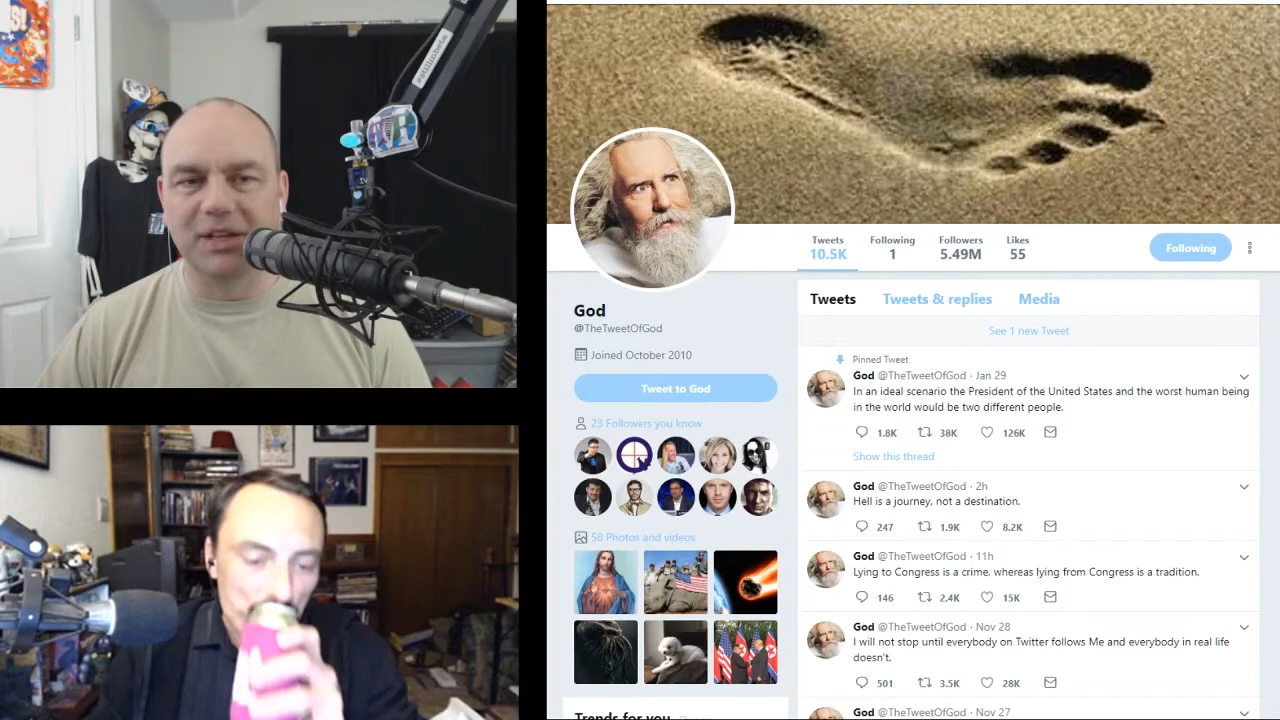 #stillinbeta
Tweets
10.5K
Following
1
Followers
5.49M
Likes
55
Following
God
@TheTweetOfGod
Joined October 2010
Tweet to God
23 Followers you know
58 Photos and videos
Trends for you
Tweets
Tweets & replies
Media
See 1 new Tweet
Pinned Tweet
God @TheTweetOfGod · Jan 29
In an ideal scenario the President of the United States and the worst human being
in the world would be two different people.
1.8K 38K 126K
Show this thread
God @TheTweetOfGod · 2h
Hell is a journey, not a destination.
247 1.9K 8.2K
God @TheTweetOfGod · 11h
Lying to Congress is a crime, whereas lying from Congress is a tradition.
146 2.4K 15K
God @TheTweetOfGod · Nov 28
I will not stop until everybody on Twitter follows Me and everybody in real life
doesn't.
501 3.5K 28K
God @TheTweetOfGod · Nov 27